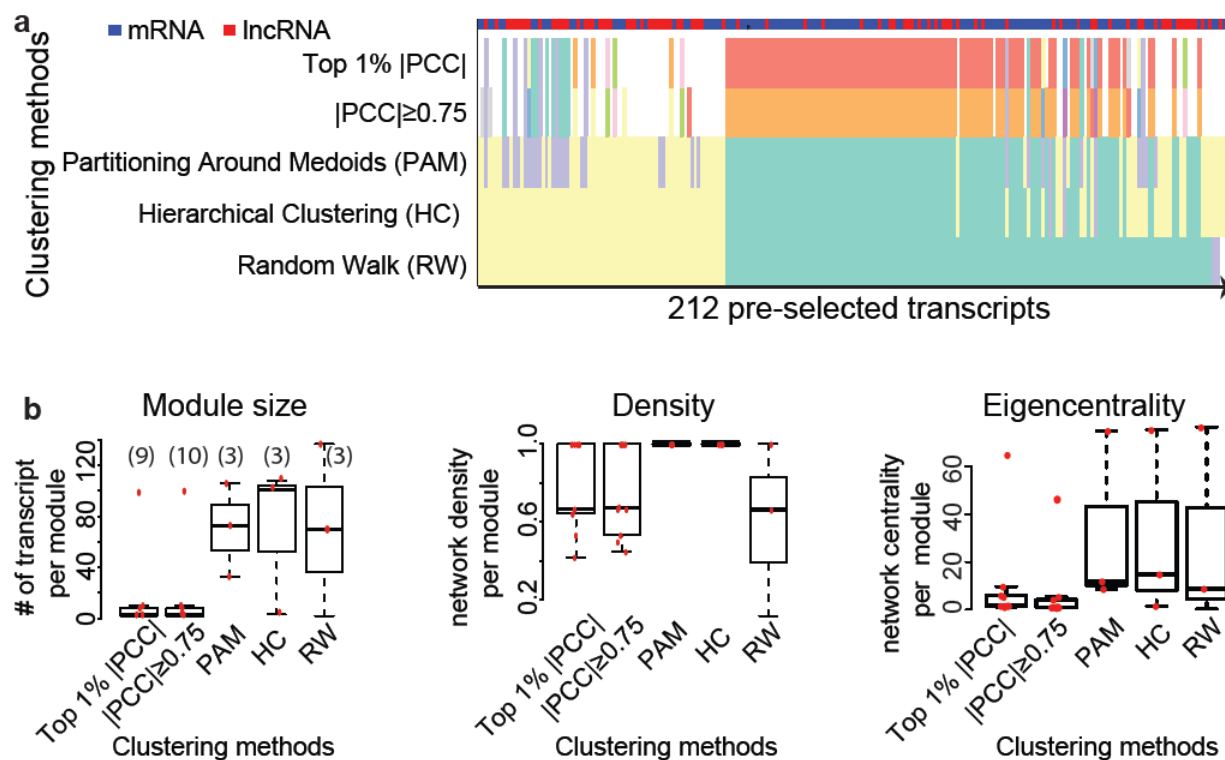 a
mRNA lncRNA
Clustering methods
Top 1% |PCC|
|PCC|≥0.75
Partitioning Around Medoids (PAM)
Hierarchical Clustering (HC)
Random Walk (RW)
212 pre-selected transcripts
b
Module size
# of transcript
per module
120
80
40
0
(9) (10) (3) (3) (3)
Top 1% |PCC|
|PCC|≥0.75
PAM
HC
RW
Clustering methods
Density
network density
per module
1.0
0.6
0.2
Top 1% |PCC|
|PCC|≥0.75
PAM
HC
RW
Clustering methods
Eigencentrality
network centrality
per module
60
40
20
0
Top 1% |PCC|
|PCC|≥0.75
PAM
HC
RW
Clustering methods